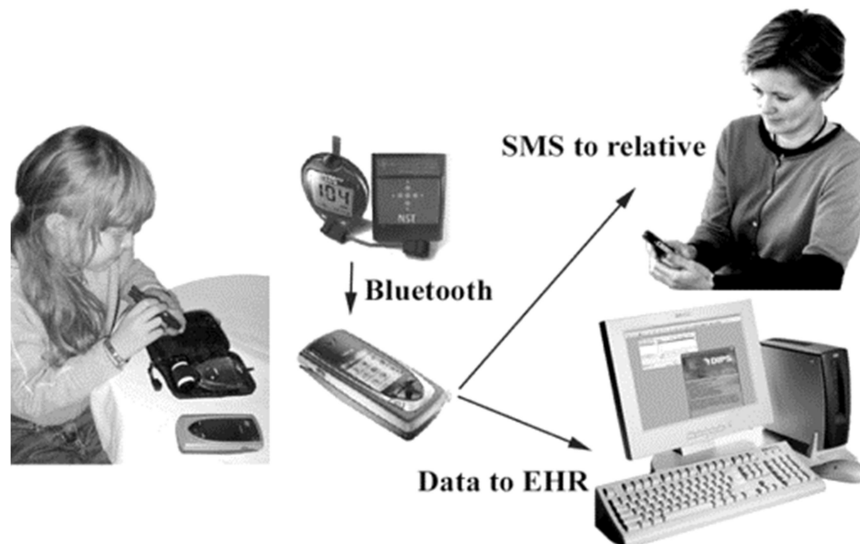 SMS to relative
104
NST
Bluetooth
DIPS
Data to EHR